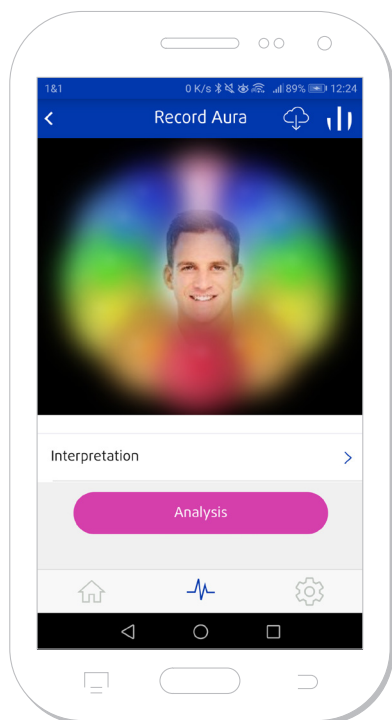 1&1 0 K/s 89% 12:24
Record Aura
Interpretation
Analysis